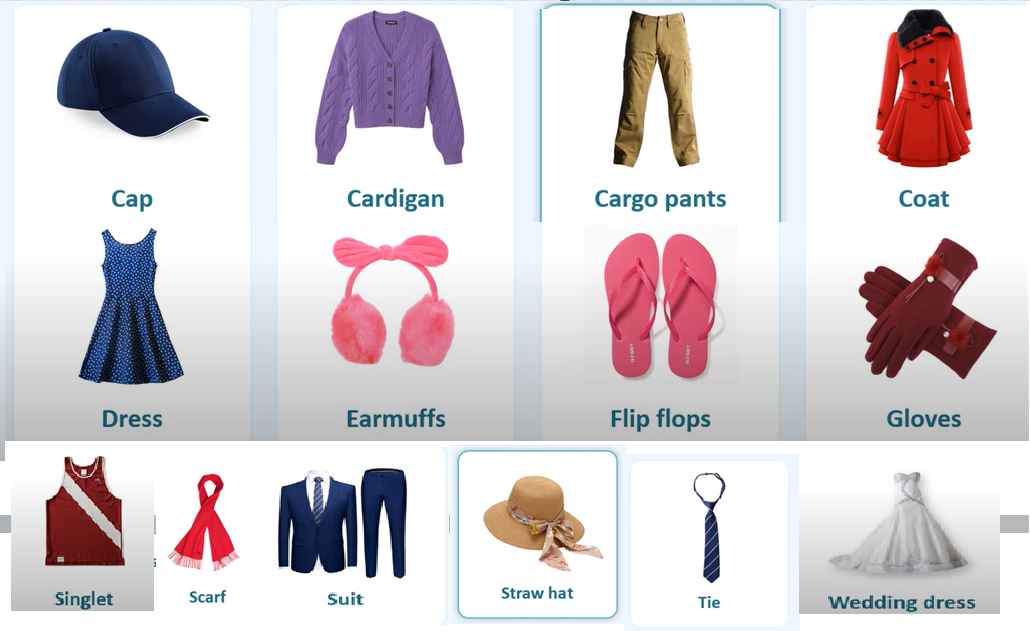 Cap
Cardigan
Cargo pants
Coat
Dress
Earmuffs
Flip flops
Gloves
Singlet
Scarf
Suit
Straw hat
Tie
Wedding dress